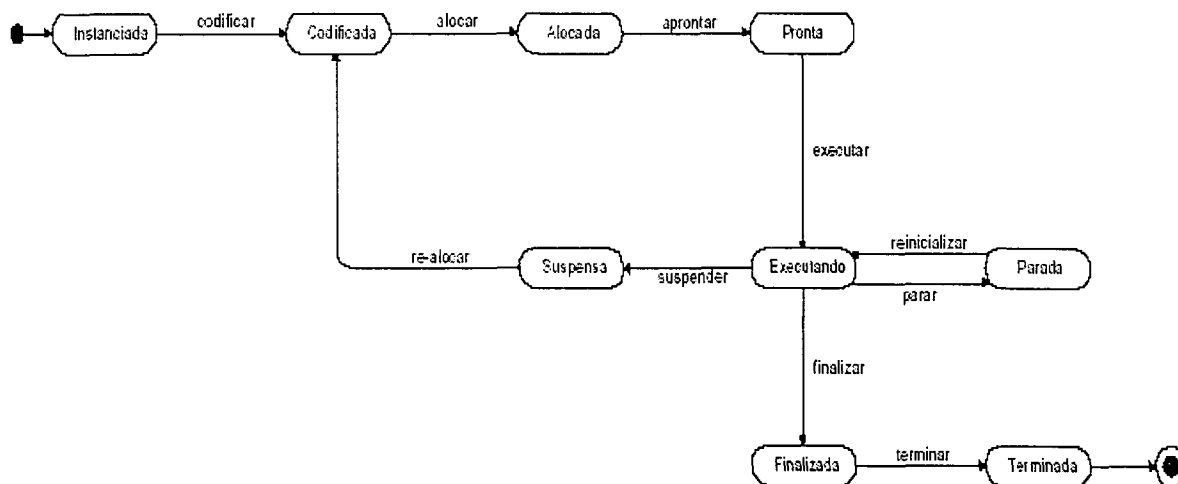 codificar
alocar
aprontar
Instanciada
Codificada
Alocada
Pronta
executar
reinicializar
re-alocar
Suspensa
suspender
Executando
Parada
parar
finalizar
Finalizada
terminar
Terminada